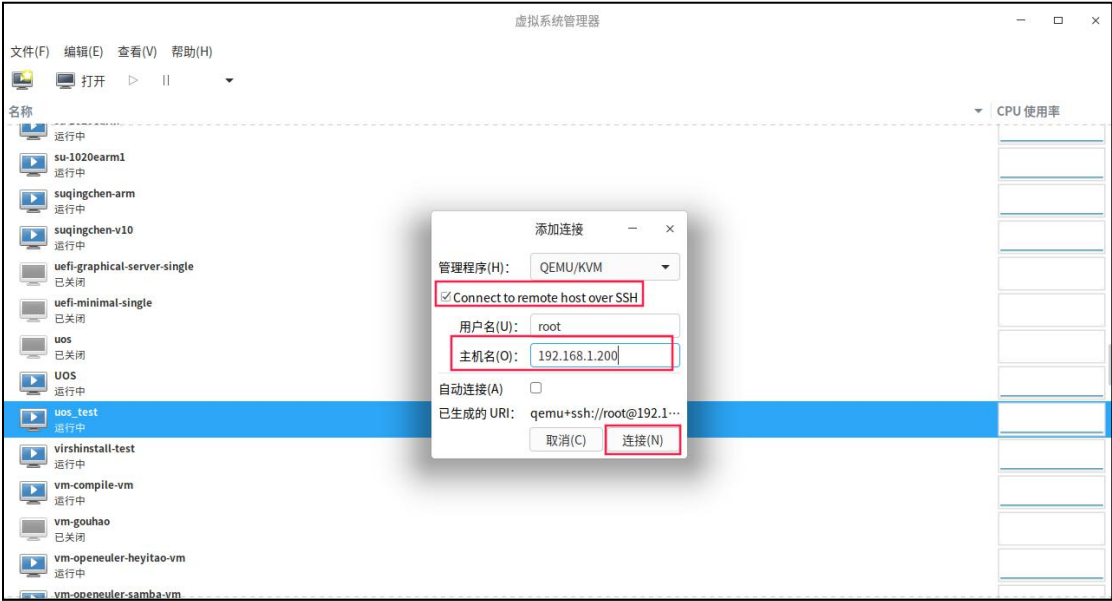 虚拟系统管理器
文件(F) 编辑(E) 查看(V) 帮助(H)
打开
名称
CPU 使用率
运行中
su-1020earm1
运行中
suqingchen-arm
运行中
suqingchen-v10
运行中
uefi-graphical-server-single
已关闭
uefi-minimal-single
已关闭
uos
已关闭
UOS
运行中
uos_test
运行中
virshinstall-test
运行中
vm-compile-vm
运行中
vm-gouhao
已关闭
vm-openeuler-heyitao-vm
运行中
vm-openeuler-samba-vm
添加连接
管理程序(H)： QEMU/KVM
Connect to remote host over SSH
用户名(U)： root
主机名(O)： 192.168.1.200
自动连接(A)
已生成的 URI： qemu+ssh://root@192.1···
取消(C) 连接(N)